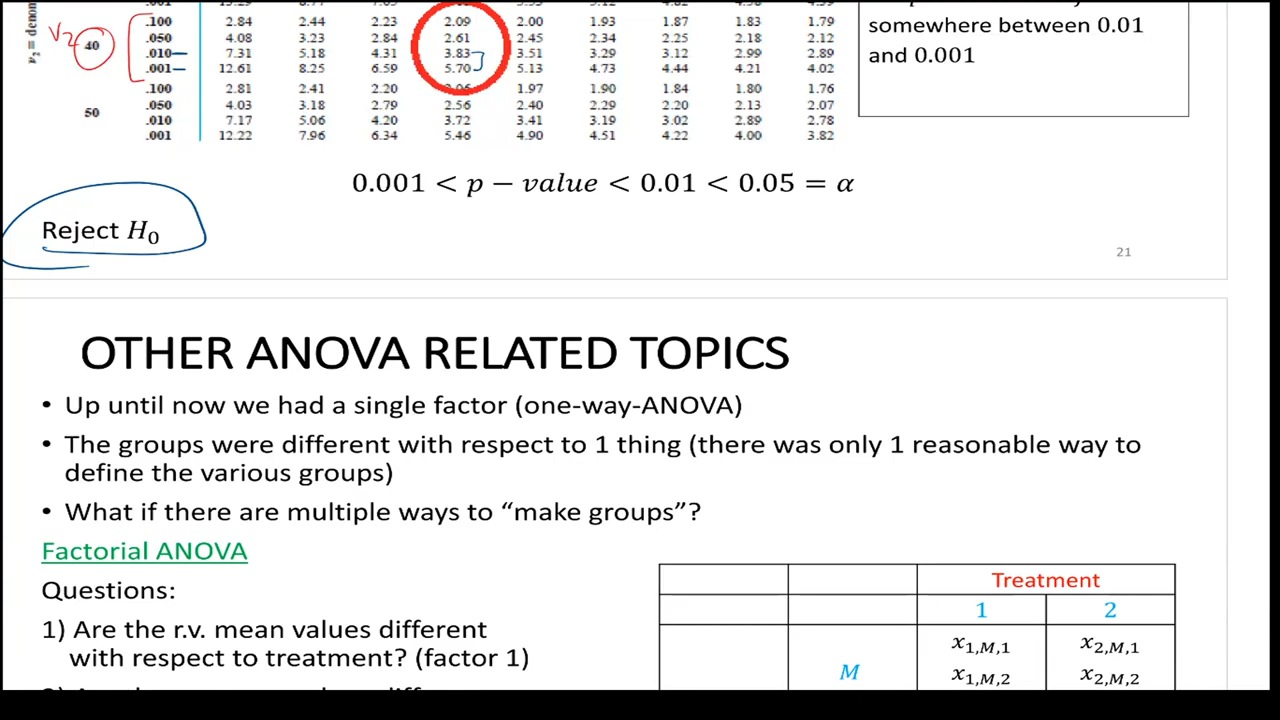 .100 2.84 2.44 2.23 2.09 2.00 1.93 1.87 1.83 1.79
.050 4.08 3.23 2.84 2.61 2.45 2.34 2.25 2.18 2.12
V2 40 .010 7.31 5.18 4.31 3.83 3.51 3.29 3.12 2.99 2.89
.001 12.61 8.25 6.59 5.70 5.13 4.73 4.44 4.21 4.02
.100 2.81 2.41 2.20 1.97 1.90 1.84 1.80 1.76
.050 4.03 3.18 2.79 2.56 2.40 2.29 2.20 2.13 2.07
50 .010 7.17 5.06 4.20 3.72 3.41 3.19 3.02 2.89 2.78
.001 12.22 7.96 6.34 5.46 4.90 4.51 4.22 4.00 3.82
somewhere between 0.01
and 0.001
0.001 < p − value < 0.01 < 0.05 = α
Reject H₀
21
OTHER ANOVA RELATED TOPICS
• Up until now we had a single factor (one-way-ANOVA)
• The groups were different with respect to 1 thing (there was only 1 reasonable way to
define the various groups)
• What if there are multiple ways to “make groups”?
Factorial ANOVA
Questions:
1) Are the r.v. mean values different
with respect to treatment? (factor 1)
Treatment
1 2
x₁,M,₁ x₂,M,₁
M x₁,M,₂ x₂,M,₂